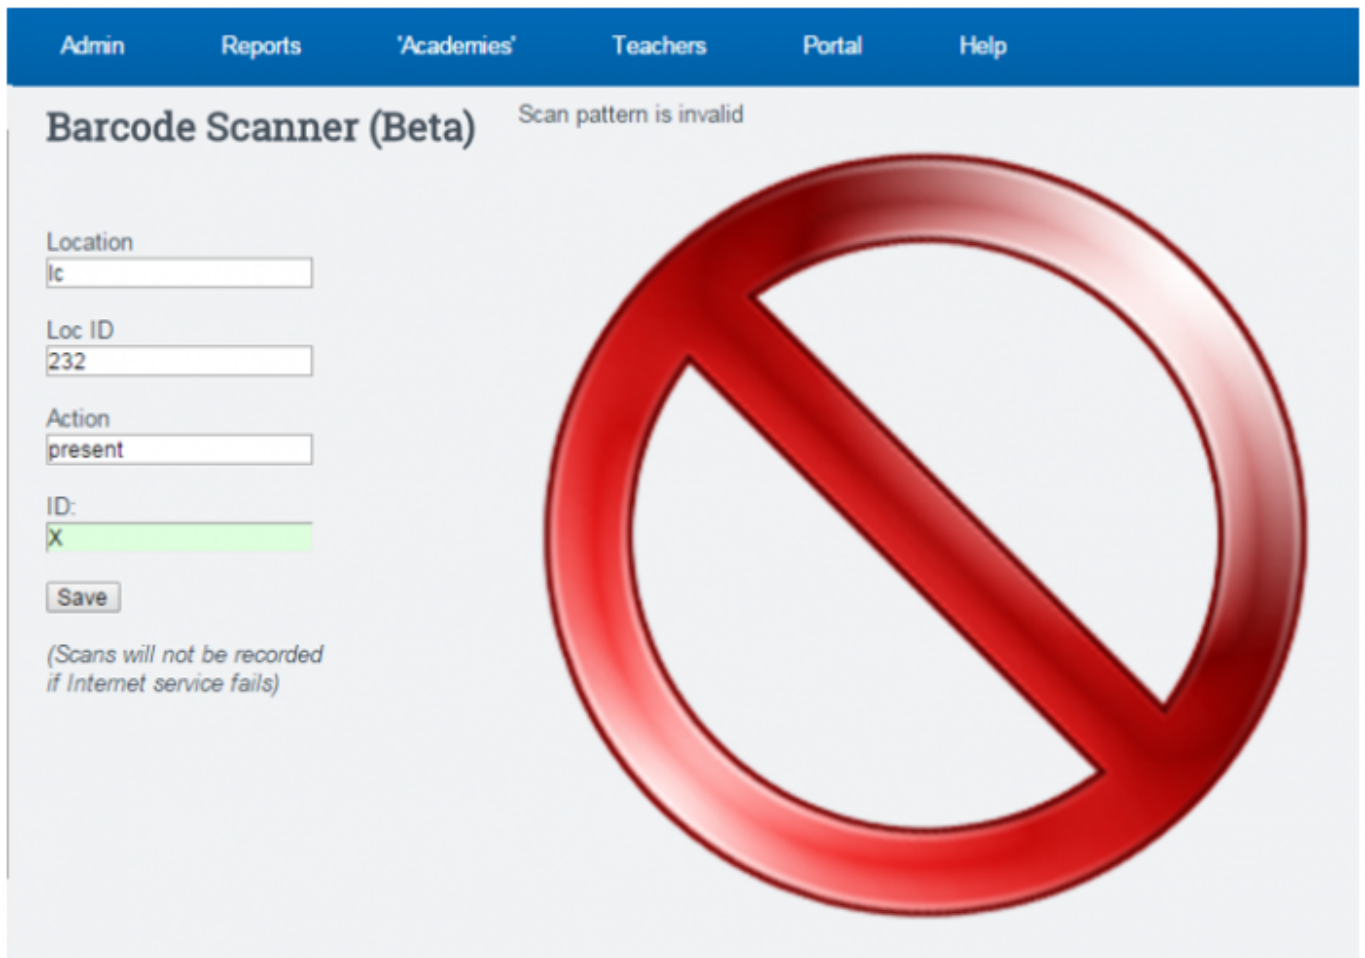 Admin Reports 'Academies' Teachers Portal Help
Barcode Scanner (Beta)
Scan pattern is invalid
Location
lc
Loc ID
232
Action
present
ID:
X
Save
(Scans will not be recorded
if Internet service fails)